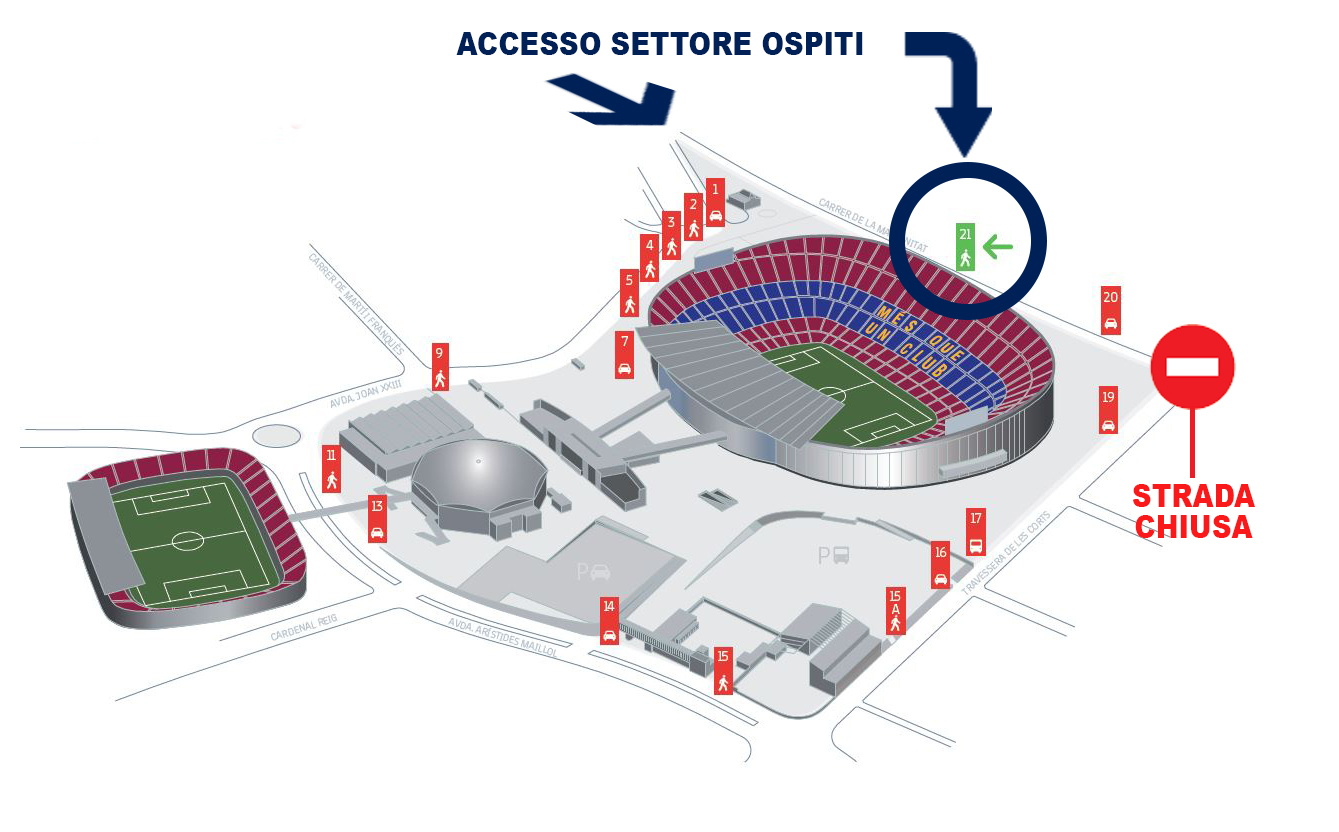 ACCESSO SETTORE OSPITI
1
2
3
4
5
7
CARRER DE LA MA
NITAT
21
20
19
MÉS QUE
UN CLUB
CARRER DE MARTÍ I FRANQUÈS
9
AVDA. JOAN XXIII
11
13
STRADA
CHIUSA
17
16
15
A
TRAVESSERA DE LES CORTS
P
P
14
15
CARDENAL REIG
AVDA. ARÍSTIDES MAILLOL